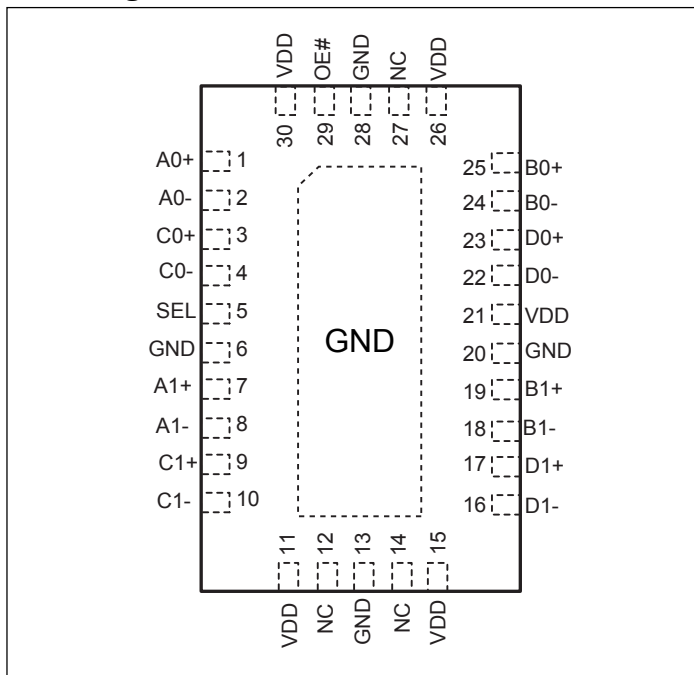 VDD OE# GND NC VDD
30 29 28 27 26
A0+ 1 25 B0+
A0- 2 24 B0-
C0+ 3 23 D0+
C0- 4 22 D0-
SEL 5 21 VDD
GND 6 20 GND
GND
A1+ 7 19 B1+
A1- 8 18 B1-
C1+ 9 17 D1+
C1- 10 16 D1-
11 12 13 14 15
VDD NC GND NC VDD